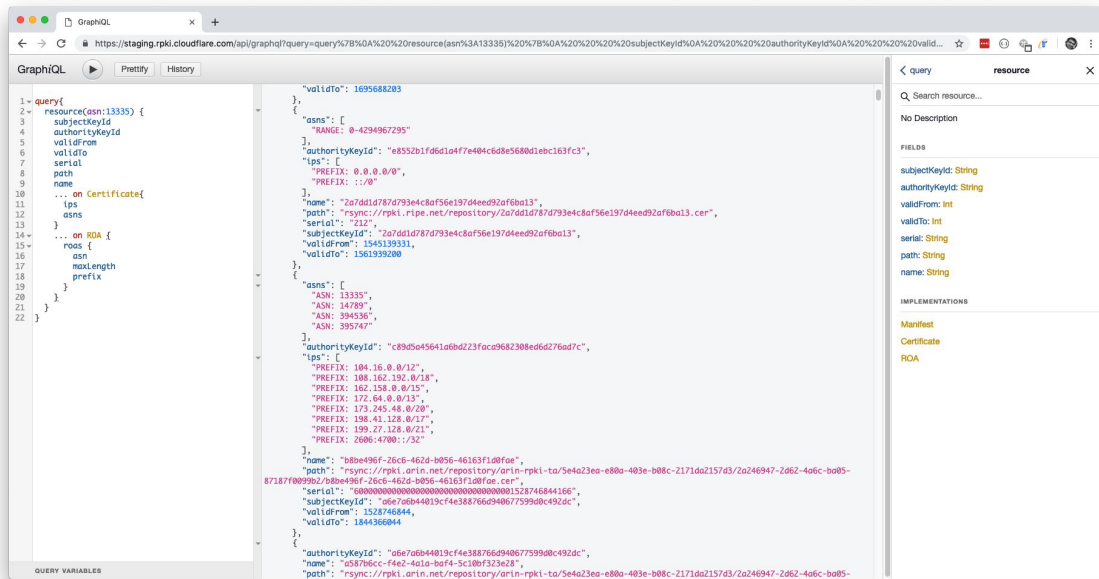 GraphiQL
https://staging.rpki.cloudflare.com/api/graphql?query=query%7B%0A%20%20resource(asn%3A13335)%20%7B%0A%20%20%20%20subjectKeyId%0A%20%20%20%20authorityKeyId%0A%20%20%20%20valid...
GraphiQL
Prettify
History
1 query{
2 resource(asn:13335) {
3 subjectKeyId
4 authorityKeyId
5 validFrom
6 validTo
7 serial
8 path
9 name
10 ... on Certificate{
11 ips
12 asns
13 }
14 ... on ROA {
15 roas {
16 asn
17 maxLength
18 prefix
19 }
20 }
21 }
22 }
QUERY VARIABLES
"validTo": 1695688203
},
{
"asns": [
"RANGE: 0-4294967295"
],
"authorityKeyId": "e8552b1fd6d1a4f7e404c6d8e5680d1ebc163fc3",
"ips": [
"PREFIX: 0.0.0.0/0",
"PREFIX: ::/0"
],
"name": "2a7dd1d787d793e4c8af56e197d4eed92af6ba13",
"path": "rsync://rpki.ripe.net/repository/2a7dd1d787d793e4c8af56e197d4eed92af6ba13.cer",
"serial": "212",
"subjectKeyId": "2a7dd1d787d793e4c8af56e197d4eed92af6ba13",
"validFrom": 1545139331,
"validTo": 1561939200
},
{
"asns": [
"ASN: 13335",
"ASN: 14789",
"ASN: 394536",
"ASN: 395747"
],
"authorityKeyId": "c89d5a45641a6bd223faca9682308ed6d276ad7c",
"ips": [
"PREFIX: 104.16.0.0/12",
"PREFIX: 108.162.192.0/18",
"PREFIX: 162.158.0.0/15",
"PREFIX: 172.64.0.0/13",
"PREFIX: 173.245.48.0/20",
"PREFIX: 198.41.128.0/17",
"PREFIX: 199.27.128.0/21",
"PREFIX: 2606:4700::/32"
],
"name": "b8be496f-26c6-462d-b056-46163f1d0fae",
"path": "rsync://rpki.arin.net/repository/arin-rpki-ta/5e4a23ea-e80a-403e-b08c-2171da2157d3/2a246947-2d62-4a6c-ba05-
87187f0099b2/b8be496f-26c6-462d-b056-46163f1d0fae.cer",
"subjectKeyId": "a6e7a6b44019cf4e388766d940677599d0c492dc",
"validFrom": 1528746844,
"validTo": 1844366044
},
{
"authorityKeyId": "a6e7a6b44019cf4e388766d940677599d0c492dc",
"name": "a587b6cc-f4e2-4a1a-baf4-5c10bf323e28",
"path": "rsync://rpki.arin.net/repository/arin-rpki-ta/5e4a23ea-e80a-403e-b08c-2171da2157d3/2a246947-2d62-4a6c-ba05-
query
resource
Search resource...
No Description
FIELDS
subjectKeyId: String
authorityKeyId: String
validFrom: Int
validTo: Int
serial: String
path: String
name: String
IMPLEMENTATIONS
Manifest
Certificate
ROA